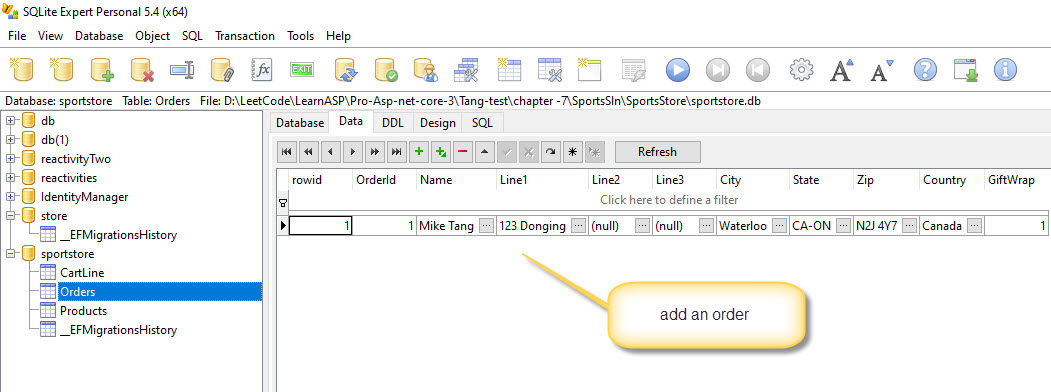 SQLite Expert Personal 5.4 (x64)
File View Database Object SQL Transaction Tools Help
EXIT
Database: sportstore Table: Orders File: D:\LeetCode\LearnASP\Pro-Asp-net-core-3\Tang-test\chapter -7\SportsSln\SportsStore\sportstore.db
db
db(1)
reactivityTwo
reactivities
IdentityManager
store
__EFMigrationsHistory
sportstore
CartLine
Orders
Products
__EFMigrationsHistory
Database Data DDL Design SQL
Refresh
rowid OrderId Name Line1 Line2 Line3 City State Zip Country GiftWrap
Click here to define a filter
1 1 Mike Tang 123 Donging (null) (null) Waterloo CA-ON N2J 4Y7 Canada 1
add an order